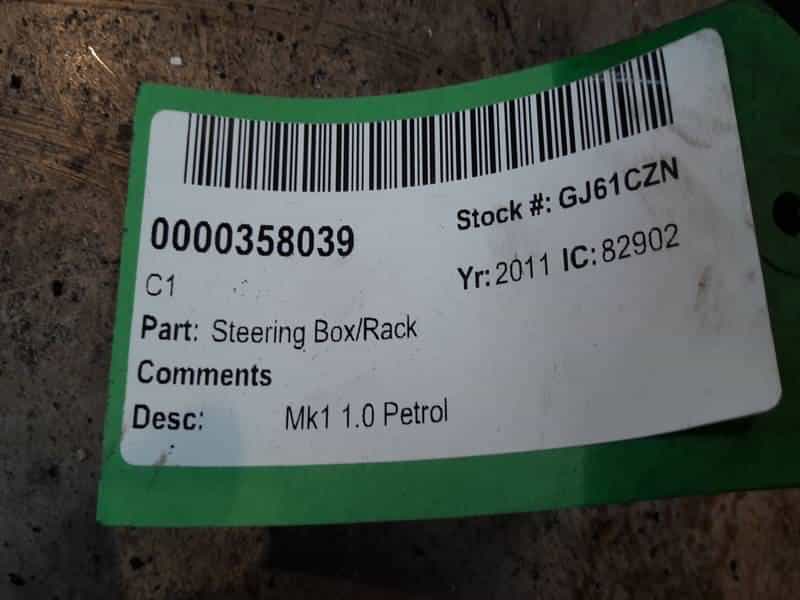 0000358039
Stock #: GJ61CZN
C1
Yr: 2011 IC: 82902
Part: Steering Box/Rack
Comments
Desc: Mk1 1.0 Petrol